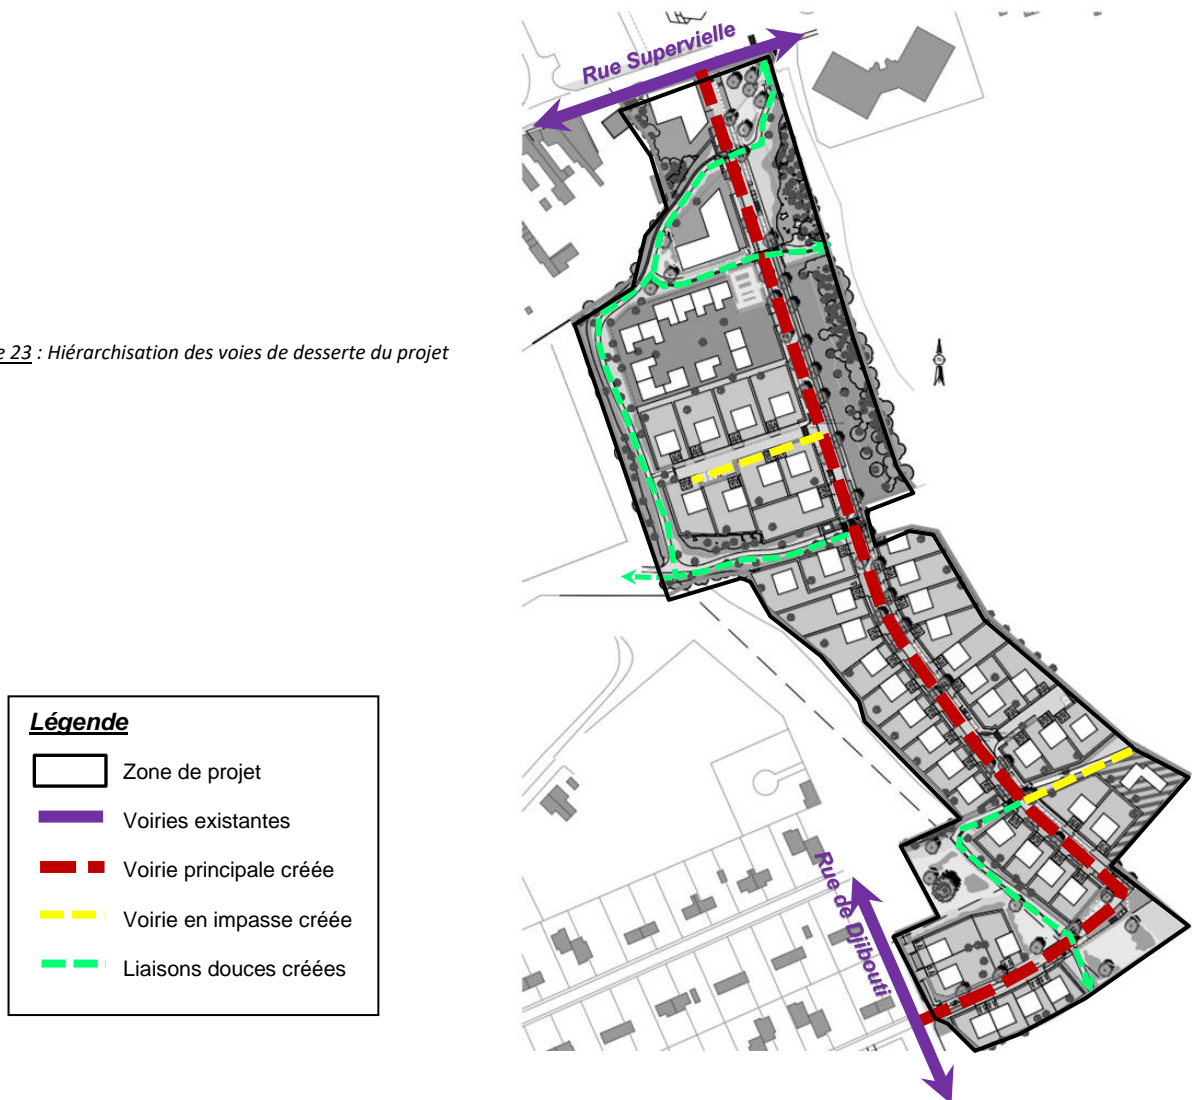 Rue Supervielle
e 23 : Hiérarchisation des voies de desserte du projet
N
Légende
Zone de projet
Voiries existantes
Voirie principale créée
Voirie en impasse créée
Liaisons douces créées
Rue de Djibouti